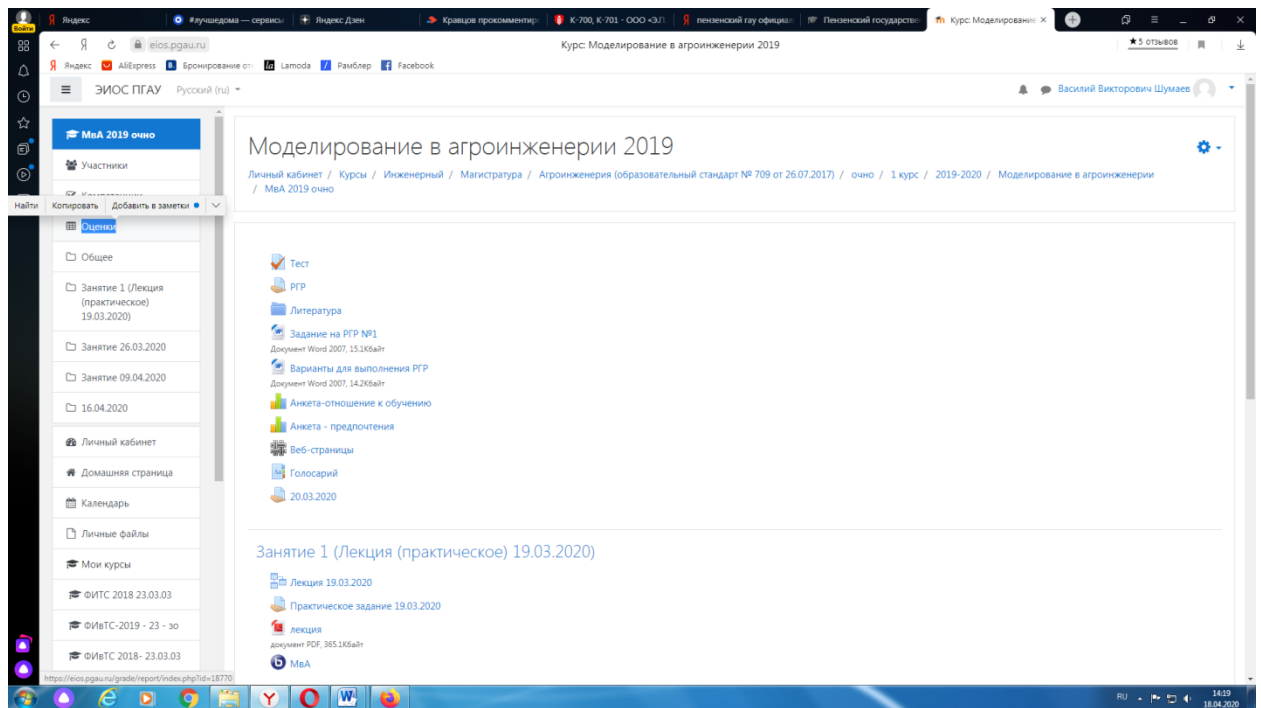 Яндекс
#лучшедома — сервисы
Яндекс Дзен
Кравцов прокомментир
К-700, К-701 - ООО «Э.Л.
пензенский гау официал
Пензенский государстве
Курс: Моделирование
Войти
eios.pgau.ru
Курс: Моделирование в агроинженерии 2019
★5 отзывов
Яндекс
AliExpress
Бронирование от
Lamoda
Рамблер
Facebook
ЭИОС ПГАУ
Русский (ru)
Василий Викторович Шумаев
МвА 2019 очно
Участники
Найти
Копировать
Добавить в заметки
Оценки
Общее
Занятие 1 (Лекция
(практическое)
19.03.2020)
Занятие 26.03.2020
Занятие 09.04.2020
16.04.2020
Личный кабинет
Домашняя страница
Календарь
Личные файлы
Мои курсы
ФИТС 2018 23.03.03
ФИвТС-2019 - 23 - зо
ФИвТС 2018- 23.03.03
Моделирование в агроинженерии 2019
Личный кабинет / Курсы / Инженерный / Магистратура / Агроинженерия (образовательный стандарт № 709 от 26.07.2017) / очно / 1 курс / 2019-2020 / Моделирование в агроинженерии
/ МвА 2019 очно
Тест
РГР
Литература
Задание на РГР №1
Документ Word 2007, 15.1Кбайт
Варианты для выполнения РГР
Документ Word 2007, 14.2Кбайт
Анкета-отношение к обучению
Анкета - предпочтения
Веб-страницы
Голосарий
20.03.2020
Занятие 1 (Лекция (практическое) 19.03.2020)
Лекция 19.03.2020
Практическое задание 19.03.2020
лекция
документ PDF, 365.1Кбайт
МвА
https://eios.pgau.ru/grade/report/index.php?id=18770
RU
14:19
18.04.2020